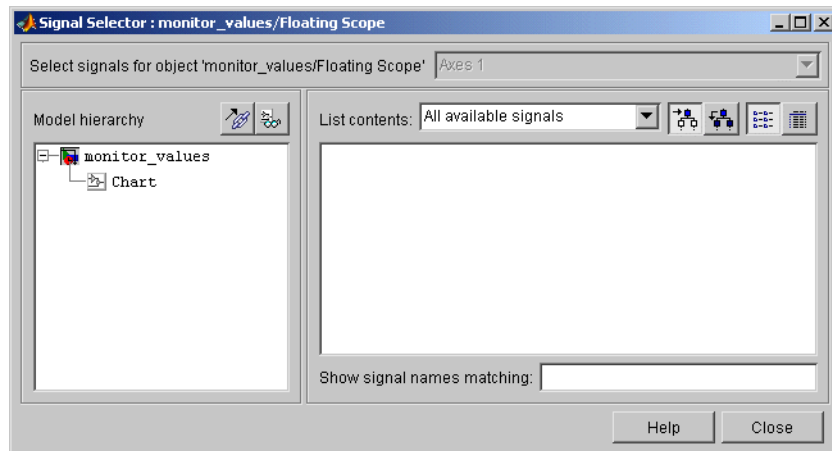 Signal Selector : monitor_values/Floating Scope
Select signals for object 'monitor_values/Floating Scope' Axes 1
Model hierarchy
List contents: All available signals
monitor_values
Chart
Show signal names matching:
Help Close